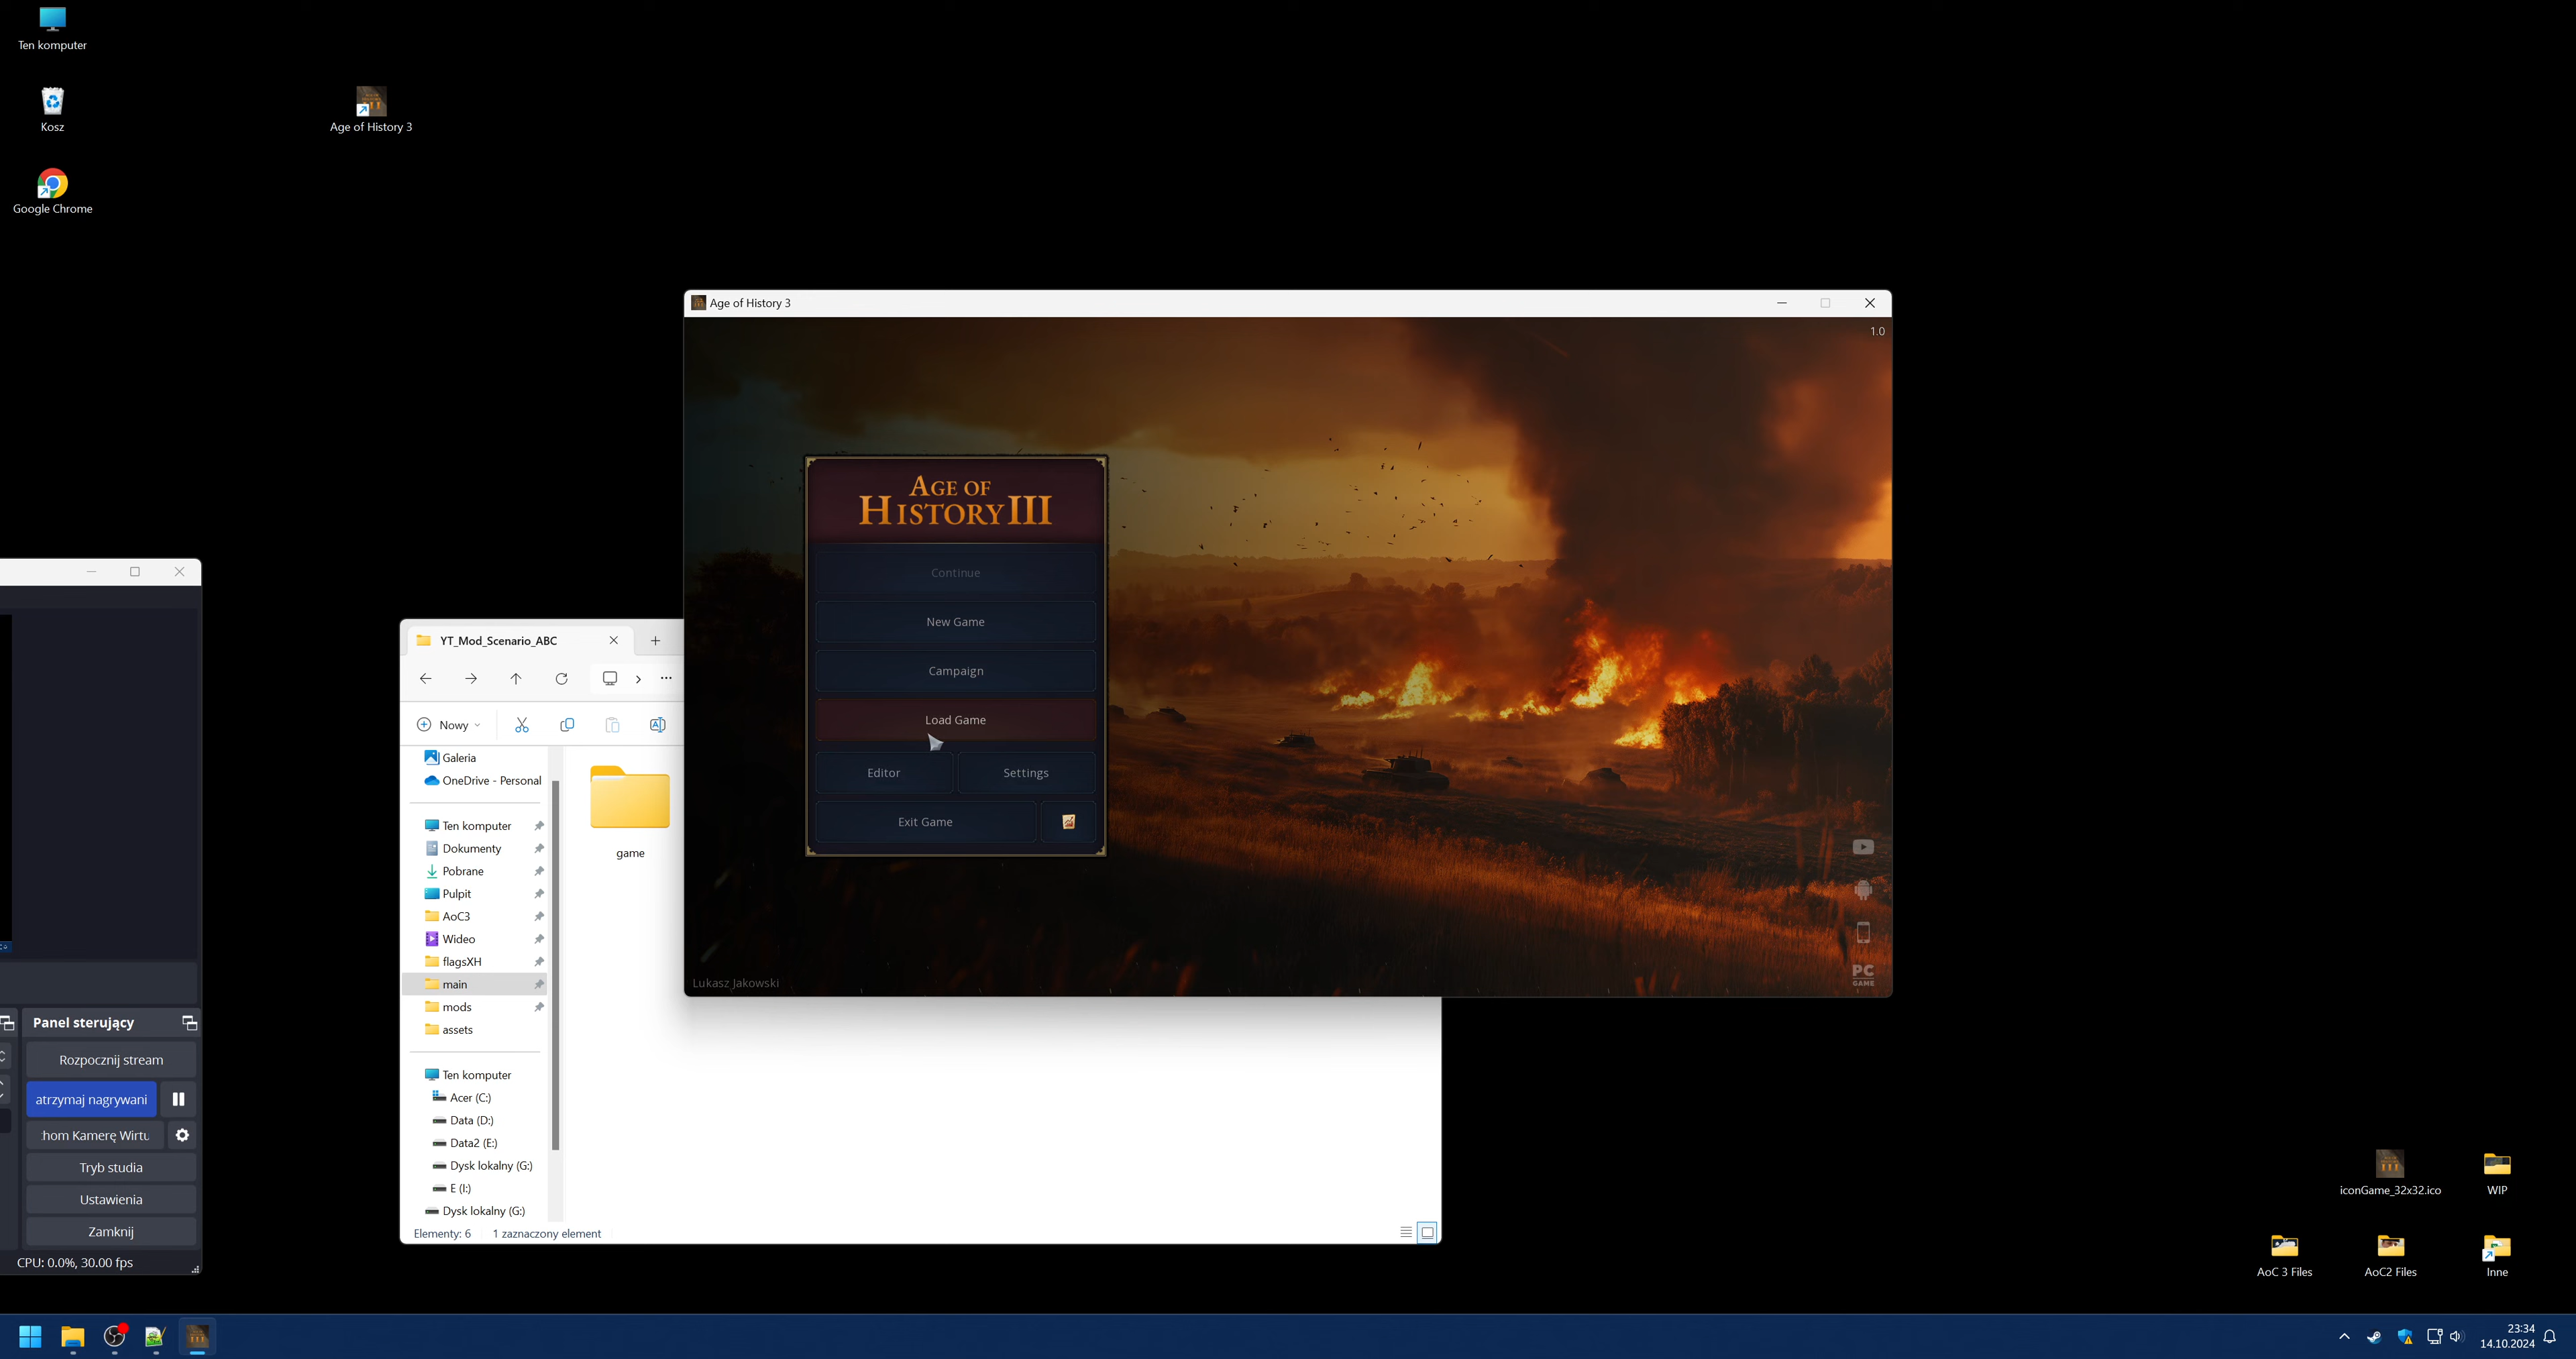 Ten komputer
Kosz
Google Chrome
Age of History 3
Age of History 3
1.0
AGE OF
HISTORY III
Continue
New Game
Campaign
Load Game
Editor
Settings
Exit Game
Lukasz Jakowski
PC
GAME
YT_Mod_Scenario_ABC
Nowy
Galeria
OneDrive - Personal
Ten komputer
Dokumenty
Pobrane
Pulpit
AoC3
Wideo
flagsXH
main
mods
assets
Ten komputer
Acer (C:)
Data (D:)
Data2 (E:)
Dysk lokalny (G:)
E (I:)
Dysk lokalny (G:)
game
Elementy: 6
1 zaznaczony element
Panel sterujący
Rozpocznij stream
atrzymaj nagrywani
hom Kamerę Wirtu
Tryb studia
Ustawienia
Zamknij
CPU: 0.0%, 30.00 fps
iconGame_32x32.ico
WIP
AoC 3 Files
AoC2 Files
Inne
23:34
14.10.2024